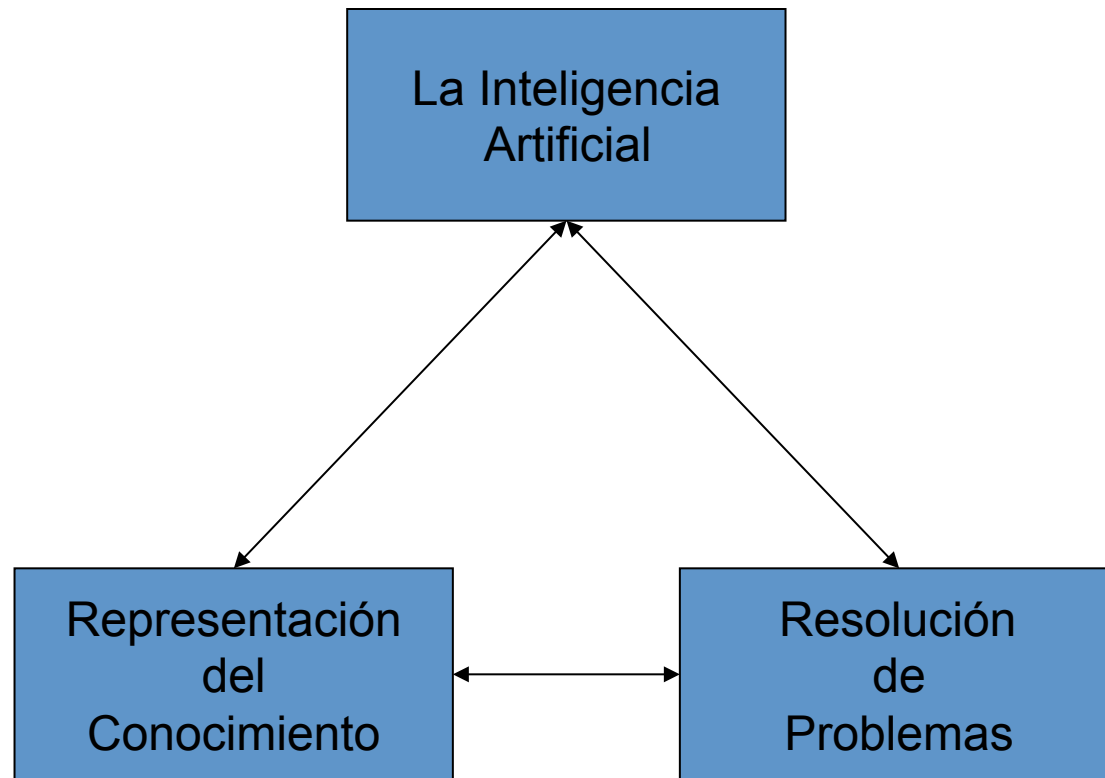 La Inteligencia
Artificial
Representación
del
Conocimiento
Resolución
de
Problemas